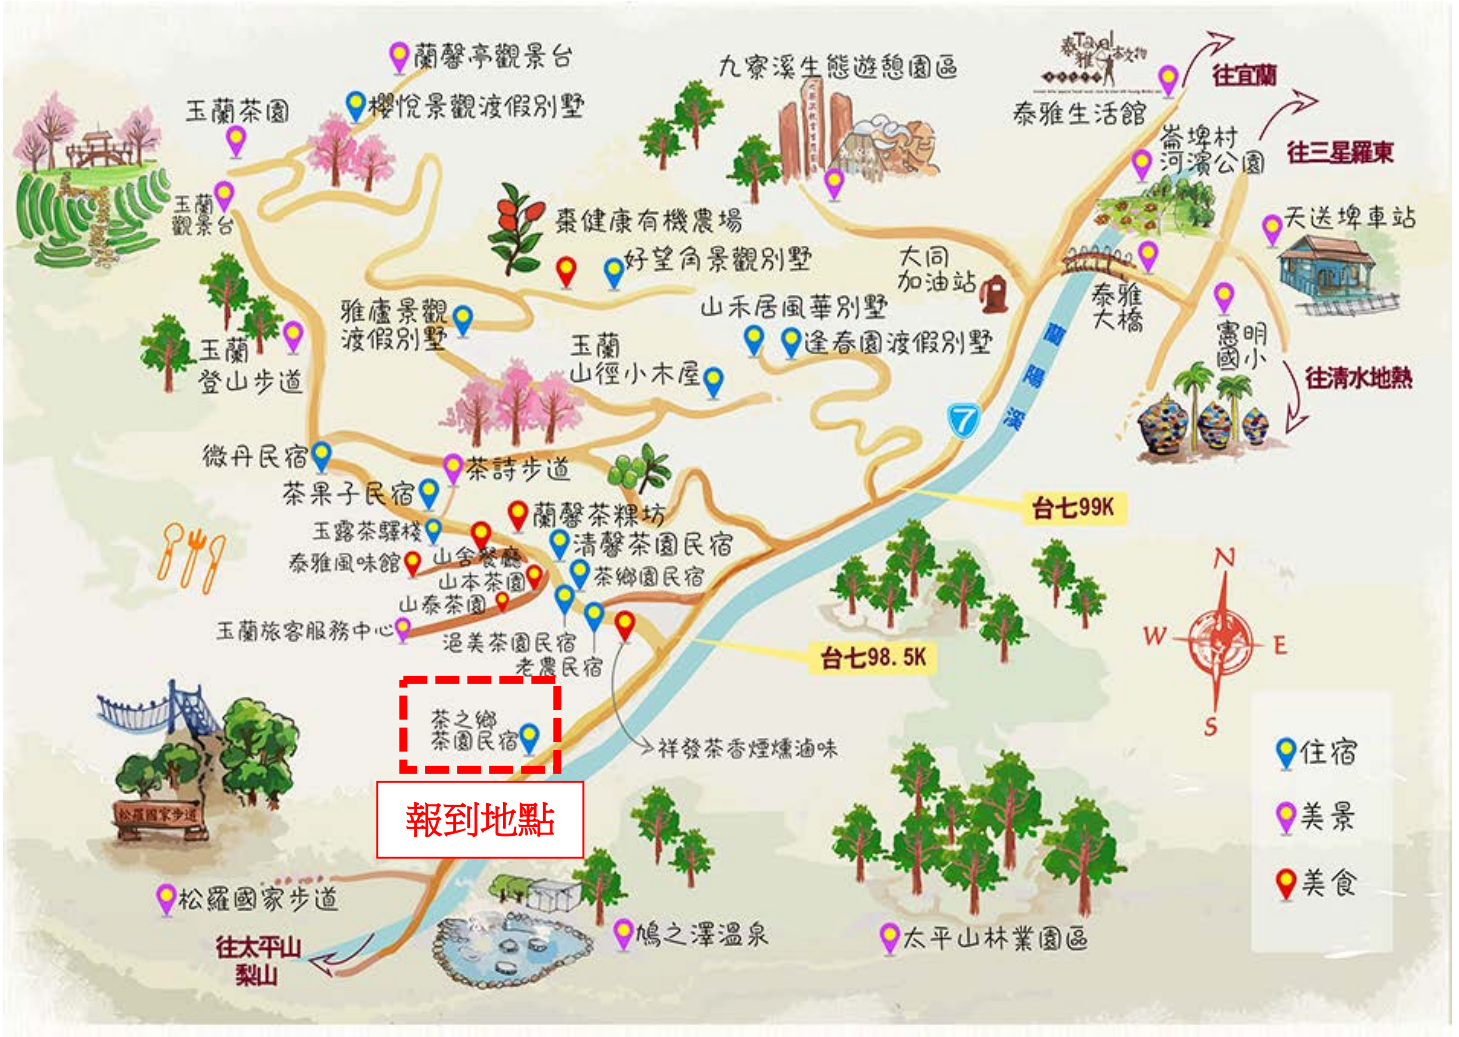 蘭馨亭觀景台
櫻悅景觀渡假別墅
玉蘭茶園
玉蘭
觀景台
九寮溪生態遊憩園區
泰雅
Tayal
文物
泰雅生活館
往宜蘭
崙埤村
河濱公園
往三星羅東
天送埤車站
棗健康有機農場
好望角景觀別墅
大同
加油站
泰雅
大橋
憲明
國小
往清水地熱
雅廬景觀
渡假別墅
山禾居風華別墅
逢春園渡假別墅
玉蘭
山徑小木屋
玉蘭
登山步道
蘭陽溪
7
微丹民宿
茶詩步道
茶果子民宿
蘭馨茶粿坊
台七99K
玉露茶驛棧
山舍餐廳
清馨茶園民宿
泰雅風味館
山本茶園
茶鄉園民宿
山泰茶園
玉蘭旅客服務中心
浥美茶園民宿
老農民宿
台七98.5K
N
W
E
S
茶之鄉
茶園民宿
祥發茶香煙燻滷味
報到地點
住宿
美景
美食
松羅國家步道
松羅國家步道
鳩之澤溫泉
太平山林業園區
往太平山
梨山